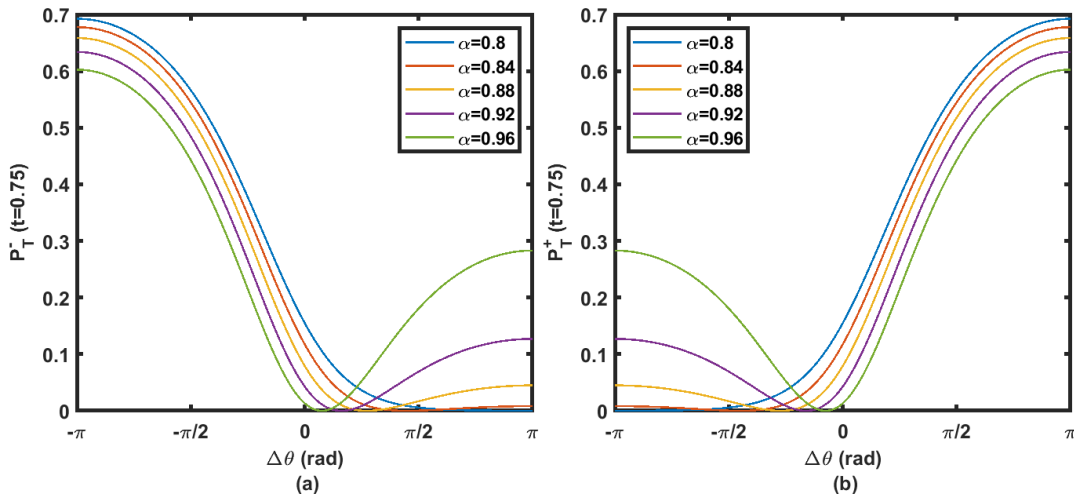 0.7
0.6
0.5
0.4
0.3
0.2
0.1
0
P_T^- (t=0.75)
α=0.8
α=0.84
α=0.88
α=0.92
α=0.96
-π
-π/2
0
π/2
π
Δθ (rad)
(a)
0.7
0.6
0.5
0.4
0.3
0.2
0.1
0
P_T^+ (t=0.75)
α=0.8
α=0.84
α=0.88
α=0.92
α=0.96
-π
-π/2
0
π/2
π
Δθ (rad)
(b)